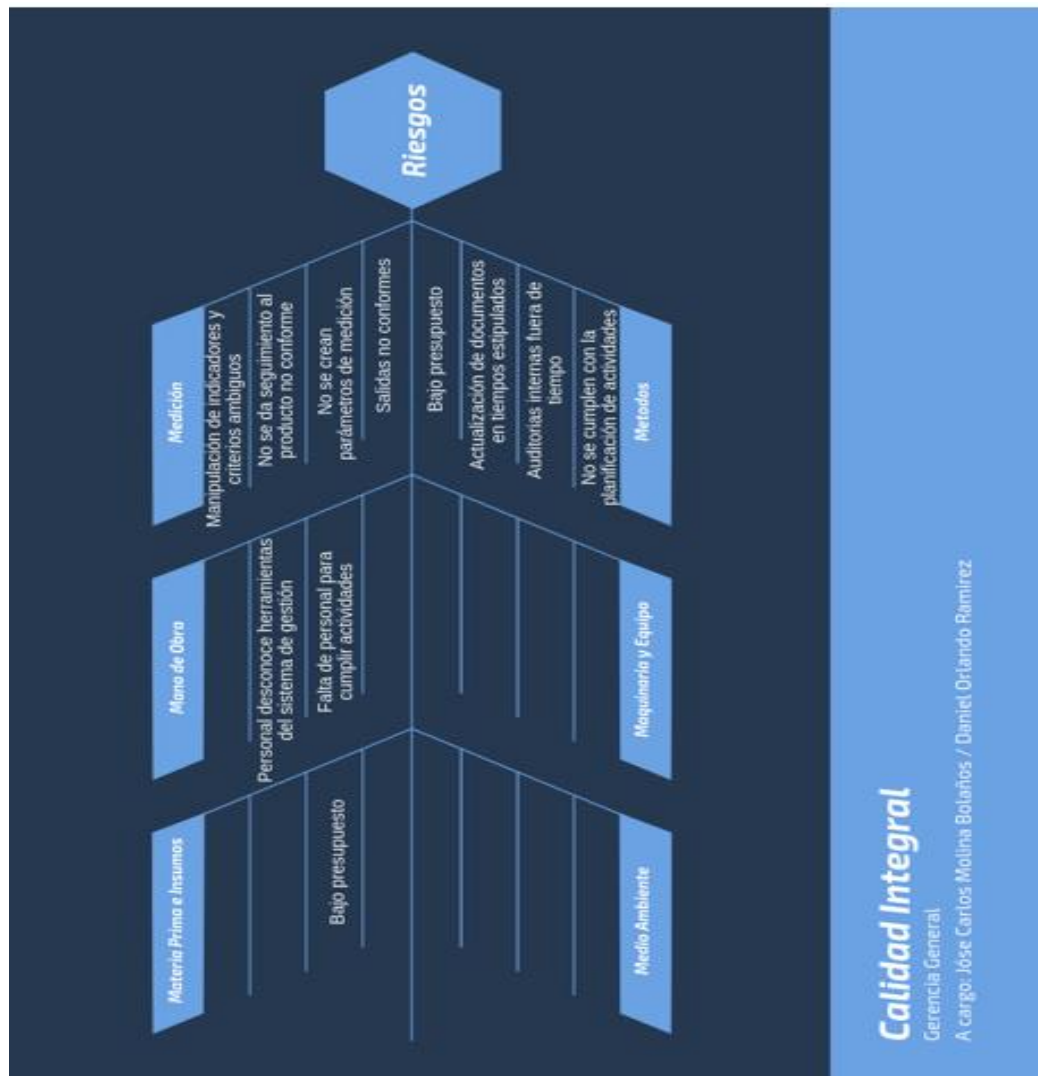 Calidad Integral
Gerencia General
A cargo: Jóse Carlos Molina Bolaños / Daniel Orlando Ramirez
Materia Prima e Insumos
Bajo presupuesto
Mano de Obra
Personal desconoce herramientas
del sistema de gestión
Falta de personal para
cumplir actividades
Medición
Manipulación de indicadores y
criterios ambiguos
No se da seguimiento al
producto no conforme
No se crean
parámetros de medición
Salidas no conformes
Riesgos
Medio Ambiente
Maquinaria y Equipo
Bajo presupuesto
Actualización de documentos
en tiempos estipulados
Auditorias internas fuera de
tiempo
No se cumplen con la
planificación de actividades
Metodos